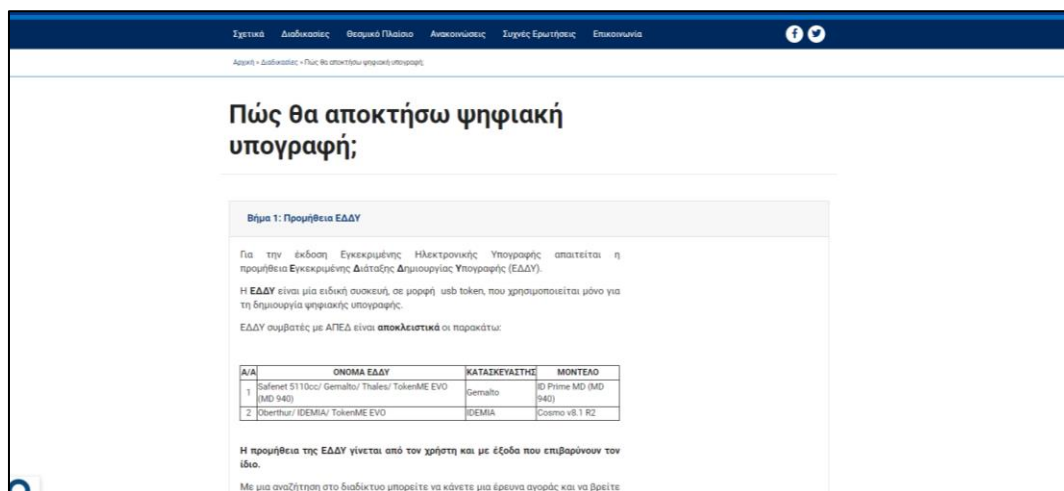 Σχετικά Διαδικασίες Θεσμικό Πλαίσιο Ανακοινώσεις Συχνές Ερωτήσεις Επικοινωνία
Αρχική » Διαδικασίες » Πώς θα αποκτήσω ψηφιακή υπογραφή;
Πώς θα αποκτήσω ψηφιακή
υπογραφή;
Βήμα 1: Προμήθεια ΕΔΔΥ
Για την έκδοση Εγκεκριμένης Ηλεκτρονικής Υπογραφής απαιτείται η
προμήθεια Εγκεκριμένης Διάταξης Δημιουργίας Υπογραφής (ΕΔΔΥ).
Η ΕΔΔΥ είναι μία ειδική συσκευή, σε μορφή usb token, που χρησιμοποιείται μόνο για
τη δημιουργία ψηφιακής υπογραφής.
ΕΔΔΥ συμβατές με ΑΠΕΔ είναι αποκλειστικά οι παρακάτω:
Α/Α ΟΝΟΜΑ ΕΔΔΥ ΚΑΤΑΣΚΕΥΑΣΤΗΣ ΜΟΝΤΕΛΟ
1 Safenet 5110cc/ Gemalto/ Thales/ TokenME EVO (MD 940) Gemalto ID Prime MD (MD 940)
2 Oberthur/ IDEMIA/ TokenME EVO IDEMIA Cosmo v8.1 R2
Η προμήθεια της ΕΔΔΥ γίνεται από τον χρήστη και με έξοδα που επιβαρύνουν τον
ίδιο.
Με μια αναζήτηση στο διαδίκτυο μπορείτε να κάνετε μια έρευνα αγοράς και να βρείτε